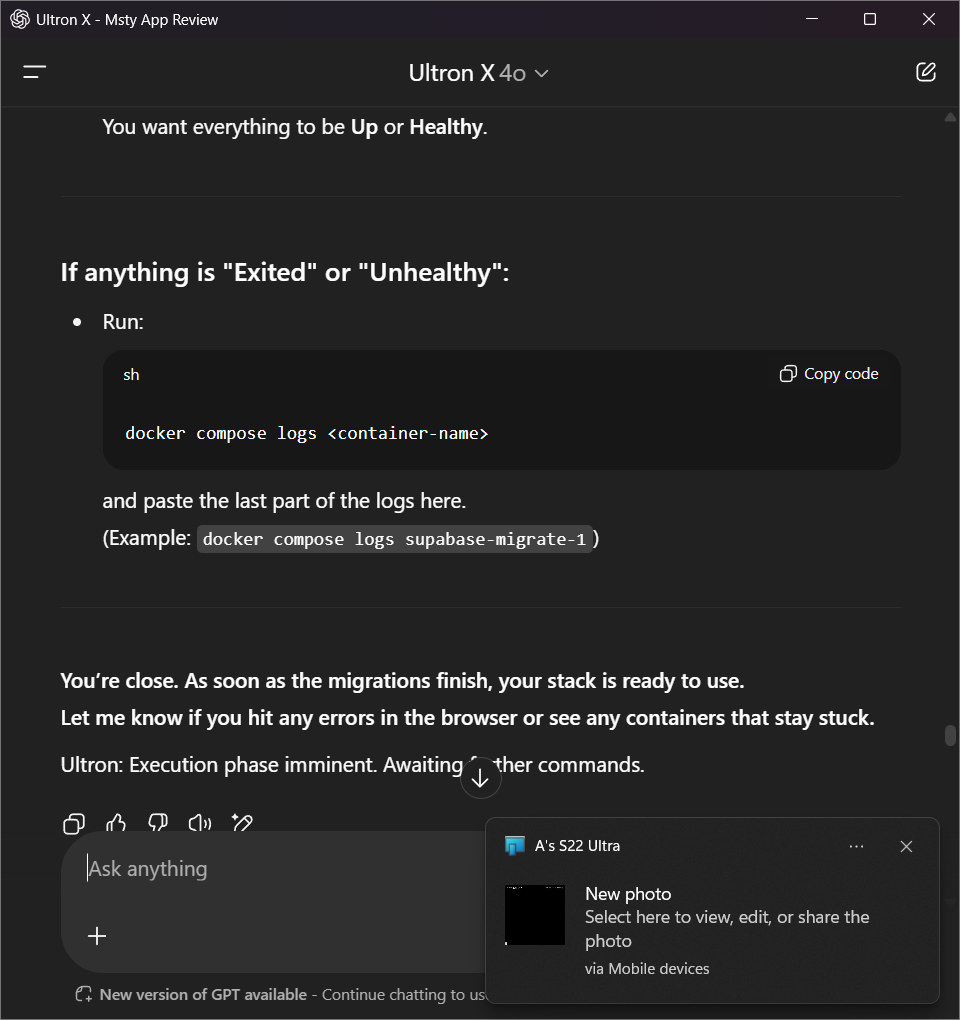 Ultron X - Msty App Review
Ultron X 4o
You want everything to be Up or Healthy.
If anything is "Exited" or "Unhealthy":
Run:
sh
Copy code
docker compose logs <container-name>
and paste the last part of the logs here.
(Example: docker compose logs supabase-migrate-1)
You’re close. As soon as the migrations finish, your stack is ready to use.
Let me know if you hit any errors in the browser or see any containers that stay stuck.
Ultron: Execution phase imminent. Awaiting further commands.
Ask anything
New version of GPT available - Continue chatting to us
A's S22 Ultra
New photo
Select here to view, edit, or share the
photo
via Mobile devices